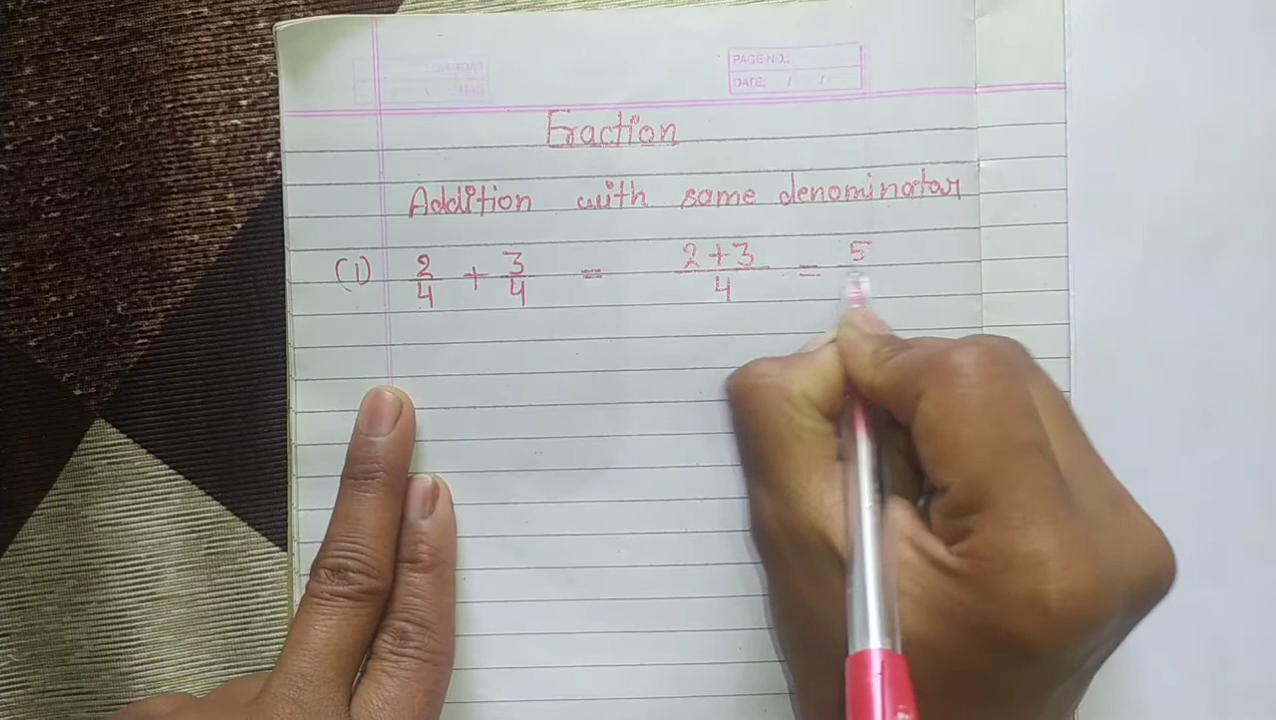 PAGE NO.:
DATE: / /
Fraction
Addition with same denominator
(1) 2/4 + 3/4 = 2+3/4 = 5